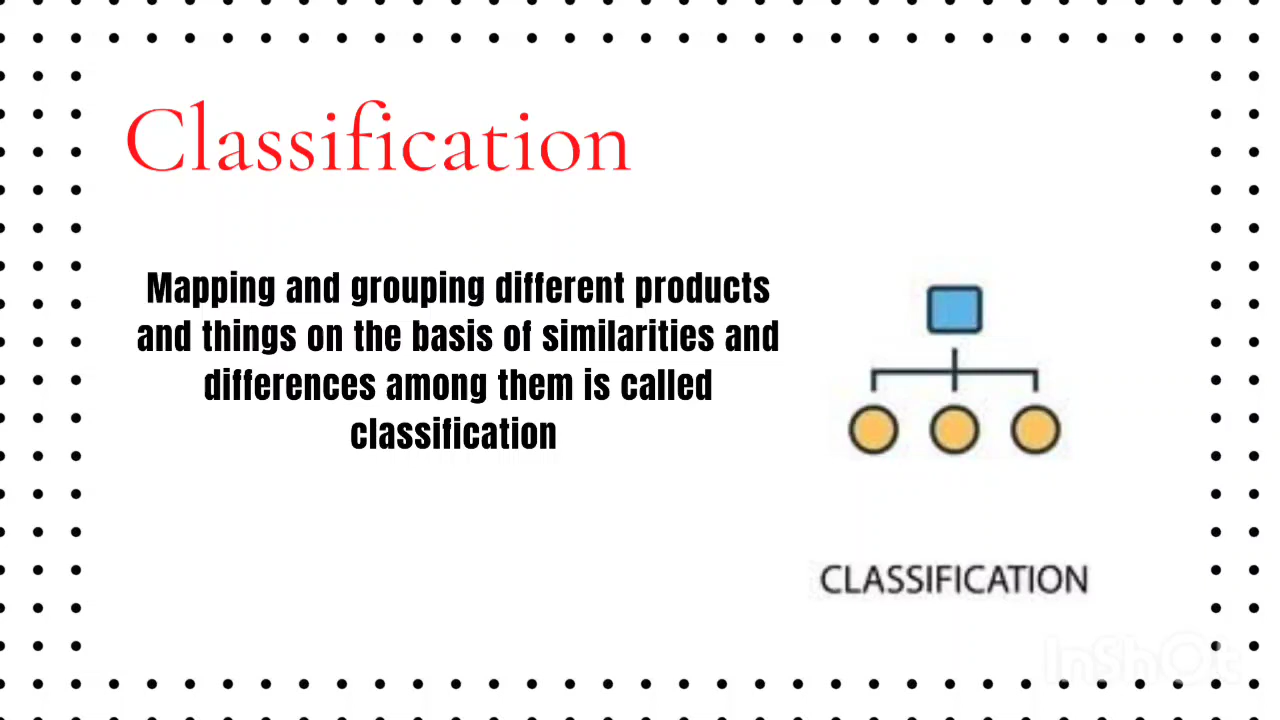 Classification
Mapping and grouping different products
and things on the basis of similarities and
differences among them is called
classification
CLASSIFICATION
InShOt